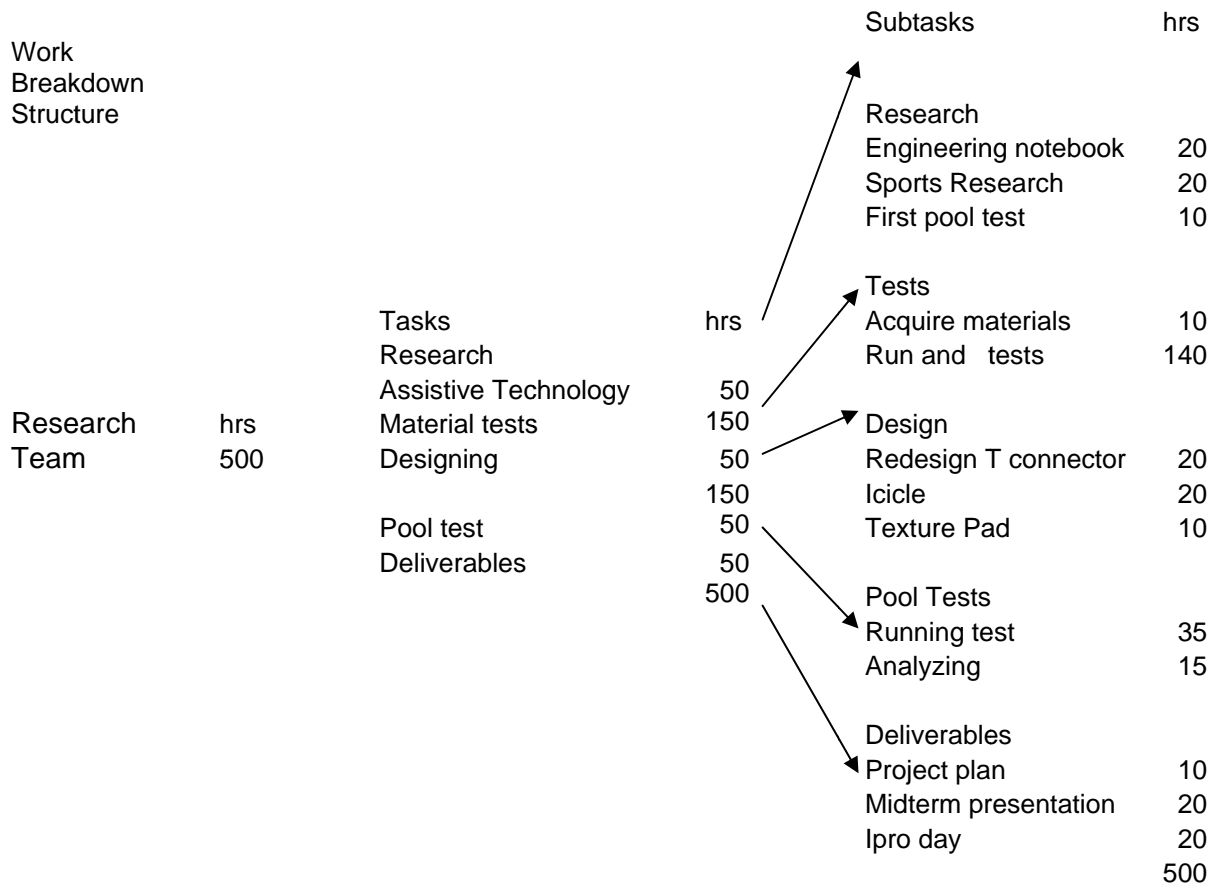 Work
Breakdown
Structure
Research hrs
Team 500
Tasks hrs
Research
Assistive Technology 50
Material tests 150
Designing 50
150
Pool test 50
Deliverables 50
500
Subtasks hrs
Research
Engineering notebook 20
Sports Research 20
First pool test 10
Tests
Acquire materials 10
Run and tests 140
Design
Redesign T connector 20
Icicle 20
Texture Pad 10
Pool Tests
Running test 35
Analyzing 15
Deliverables
Project plan 10
Midterm presentation 20
Ipro day 20
500